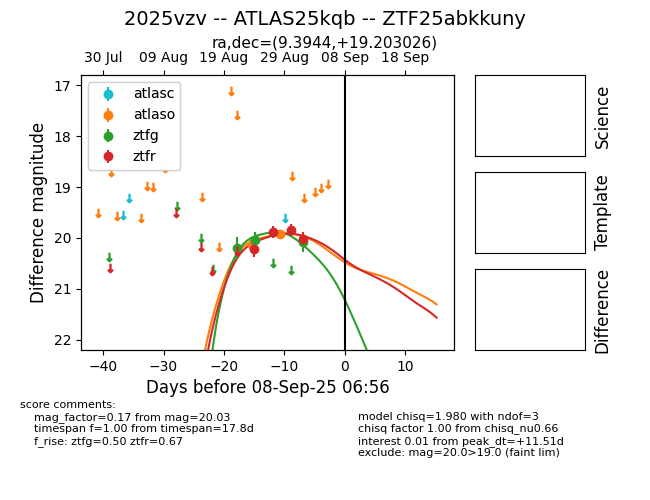 2025vzv -- ATLAS25kqb -- ZTF25abkkuny
ra,dec=(9.3944,+19.203026)
30 Jul 09 Aug 19 Aug 29 Aug 08 Sep 18 Sep
atlasc
atlaso
ztfg
ztfr
17
18
19
20
21
22
Difference magnitude
−40 −30 −20 −10 0 10
Days before 08-Sep-25 06:56
Science
Template
Difference
score comments:
mag_factor=0.17 from mag=20.03
timespan f=1.00 from timespan=17.8d
f_rise: ztfg=0.50 ztfr=0.67
model chisq=1.980 with ndof=3
chisq factor 1.00 from chisq_nu0.66
interest 0.01 from peak_dt=+11.51d
exclude: mag=20.0>19.0 (faint lim)